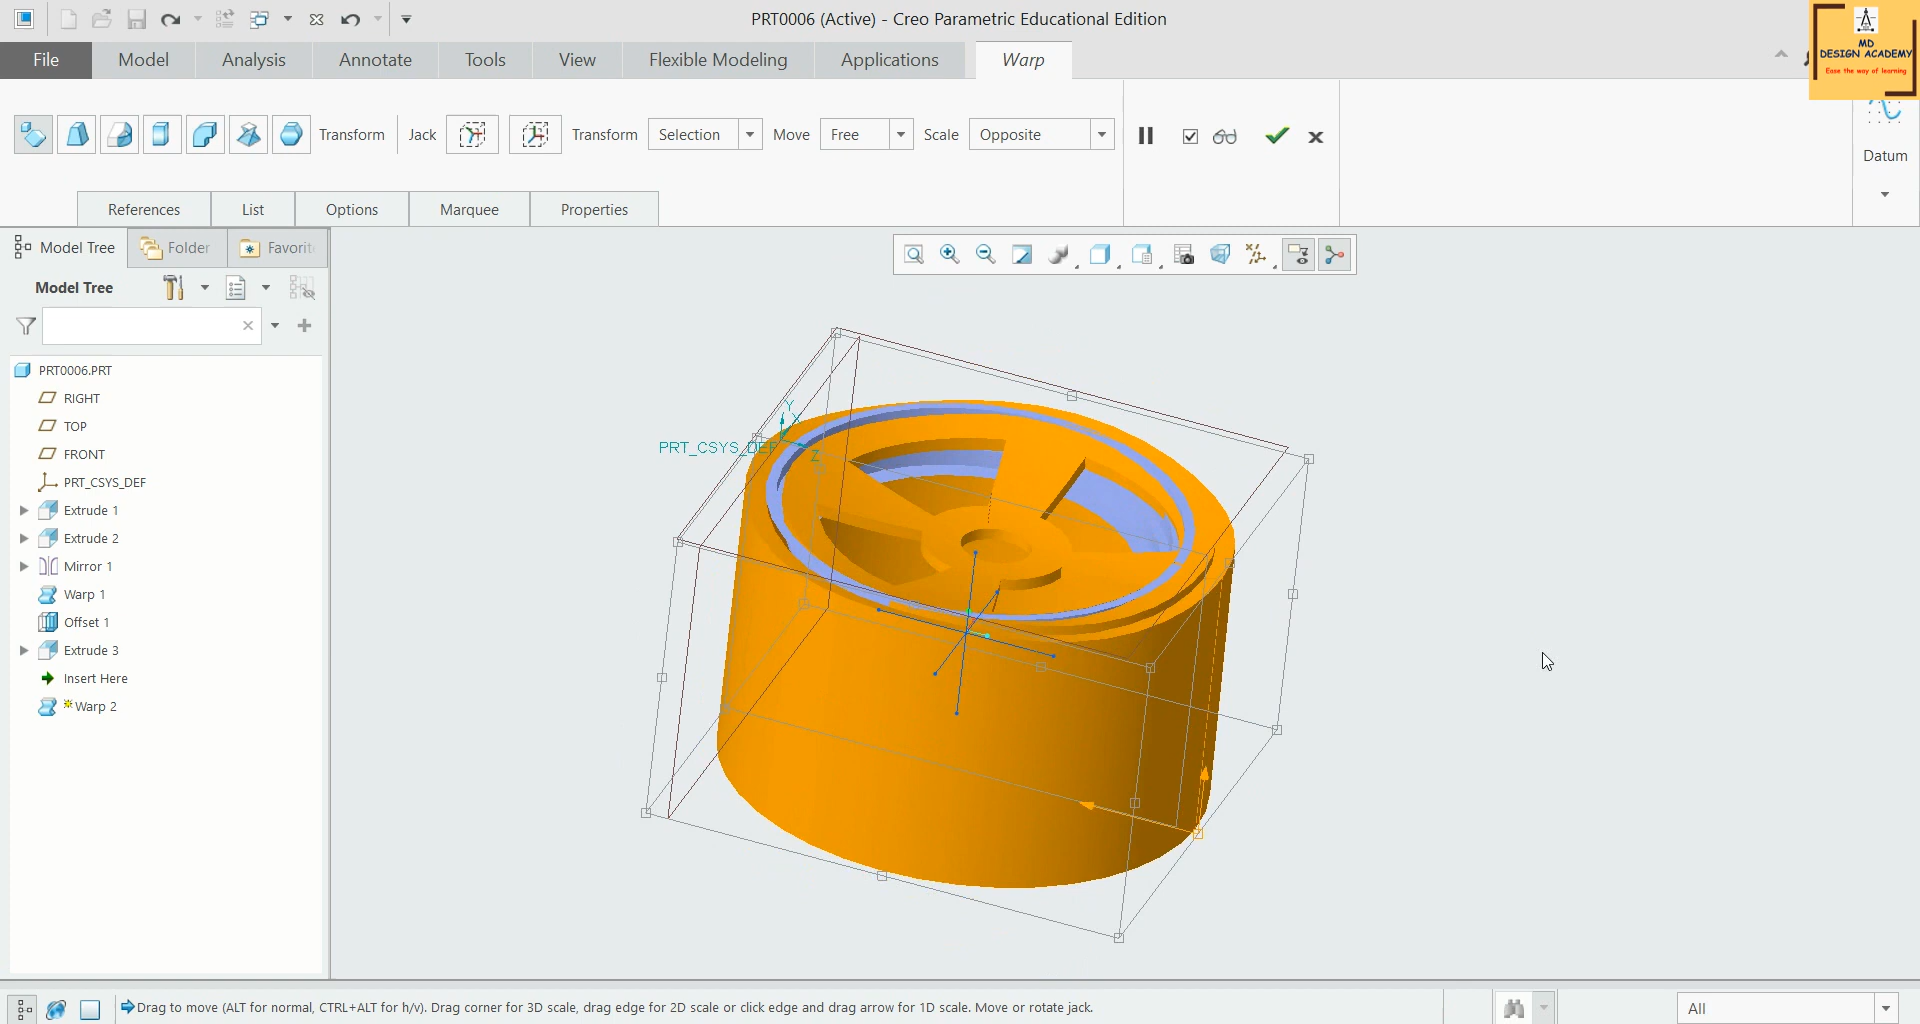 PRT0006 (Active) - Creo Parametric Educational Edition
MD
DESIGN ACADEMY
Ease the way of learning
File Model Analysis Annotate Tools View Flexible Modeling Applications Warp
Transform Jack Transform Selection Move Free Scale Opposite
Datum
References List Options Marquee Properties
Model Tree Folder Favorit
Model Tree
PRT0006.PRT
RIGHT
TOP
FRONT
PRT_CSYS_DEF
Extrude 1
Extrude 2
Mirror 1
Warp 1
Offset 1
Extrude 3
Insert Here
Warp 2
Y
X
PRT_CSYS_DEF
Z
Drag to move (ALT for normal, CTRL+ALT for h/v). Drag corner for 3D scale, drag edge for 2D scale or click edge and drag arrow for 1D scale. Move or rotate jack.
All